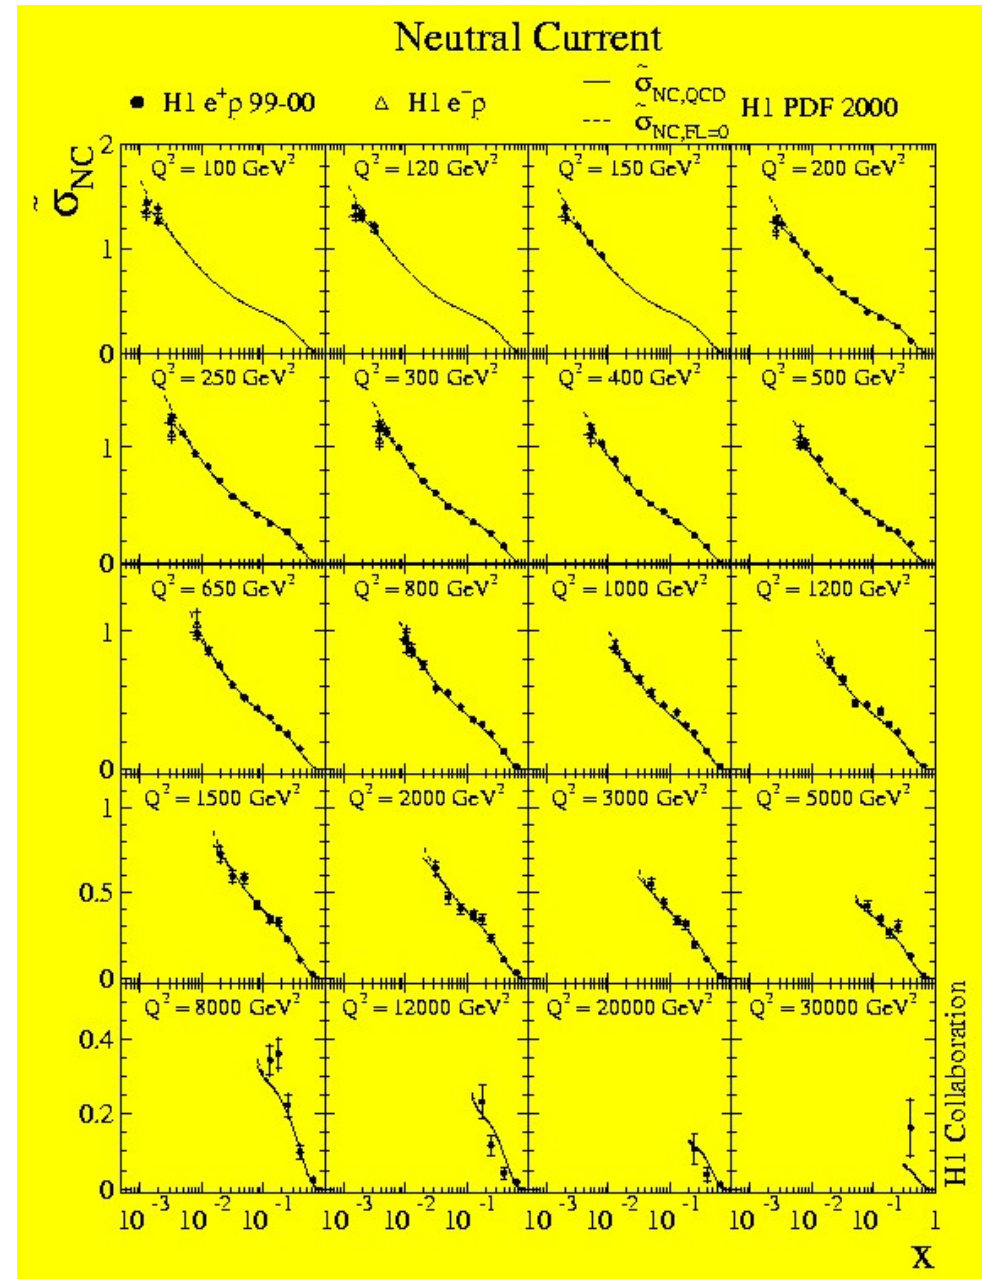 Neutral Current
● H1 e⁺p 99-00 △ H1 e⁻p — σ̃NC,QCD H1 PDF 2000
--- σ̃NC,FL=0
σ̃NC
2
Q² = 100 GeV² Q² = 120 GeV² Q² = 150 GeV² Q² = 200 GeV²
1
0
Q² = 250 GeV² Q² = 300 GeV² Q² = 400 GeV² Q² = 500 GeV²
1
0
Q² = 650 GeV² Q² = 800 GeV² Q² = 1000 GeV² Q² = 1200 GeV²
1
0
Q² = 1500 GeV² Q² = 2000 GeV² Q² = 3000 GeV² Q² = 5000 GeV²
1
0.5
0
Q² = 8000 GeV² Q² = 12000 GeV² Q² = 20000 GeV² Q² = 30000 GeV²
0.4
0.2
0
10⁻³ 10⁻² 10⁻¹ 10⁻³ 10⁻² 10⁻¹ 10⁻³ 10⁻² 10⁻¹ 10⁻³ 10⁻² 10⁻¹ 1
x
H1 Collaboration